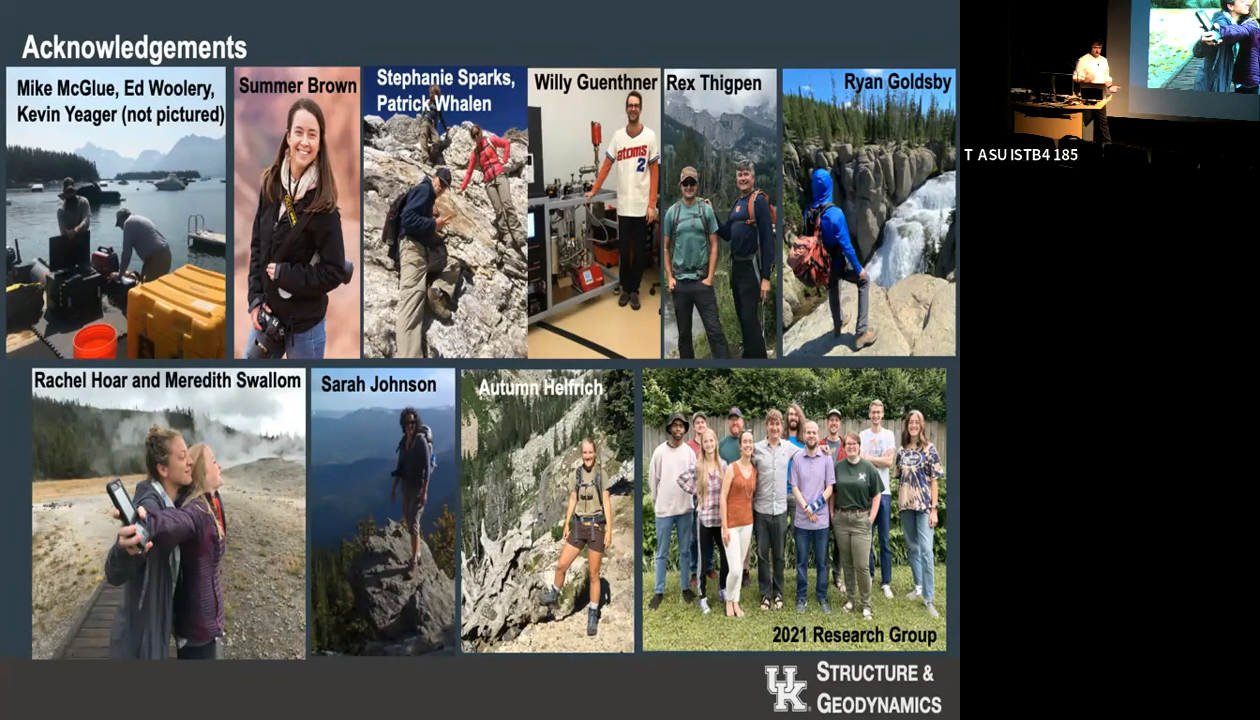 Acknowledgements
Mike McGlue, Ed Woolery,
Kevin Yeager (not pictured)
Summer Brown
Stephanie Sparks,
Patrick Whalen
Willy Guenthner
atoms
2
Rex Thigpen
Ryan Goldsby
Rachel Hoar and Meredith Swallom
Sarah Johnson
Autumn Helfrich
2021 Research Group
UK
STRUCTURE &
GEODYNAMICS
T ASU ISTB4 185